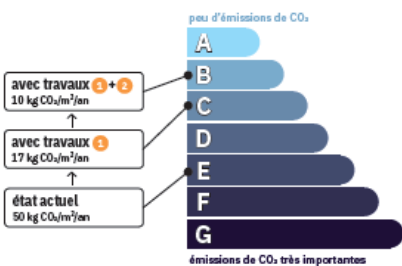 peu d'émissions de CO₂
A
avec travaux 1 + 2
10 kg CO₂/m²/an
B
C
avec travaux 1
17 kg CO₂/m²/an
D
E
état actuel
50 kg CO₂/m²/an
F
G
émissions de CO₂ très importantes